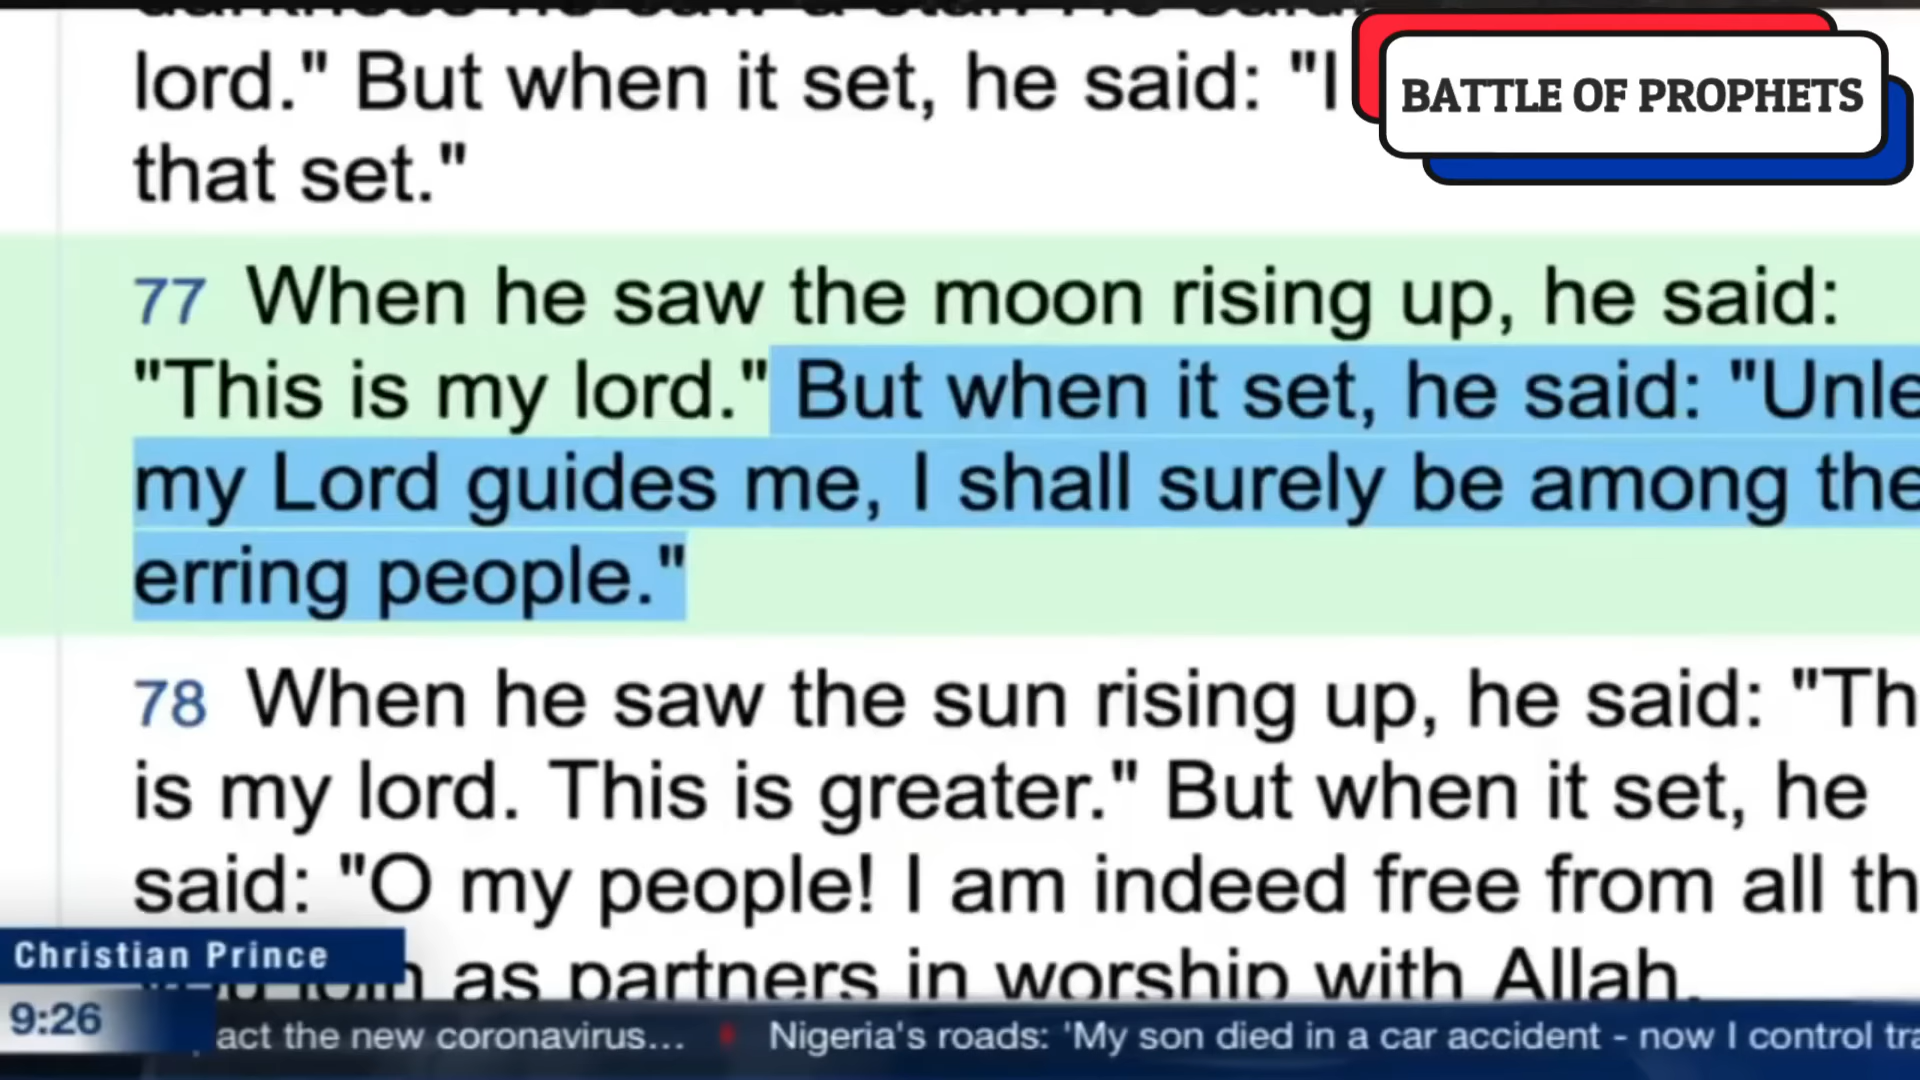 lord." But when it set, he said: "I
that set."
BATTLE OF PROPHETS
77 When he saw the moon rising up, he said:
"This is my lord." But when it set, he said: "Unle
my Lord guides me, I shall surely be among the
erring people."
78 When he saw the sun rising up, he said: "Th
is my lord. This is greater." But when it set, he
said: "O my people! I am indeed free from all th
as partners in worship with Allah.
Christian Prince
9:26
act the new coronavirus... Nigeria's roads: 'My son died in a car accident - now I control tra